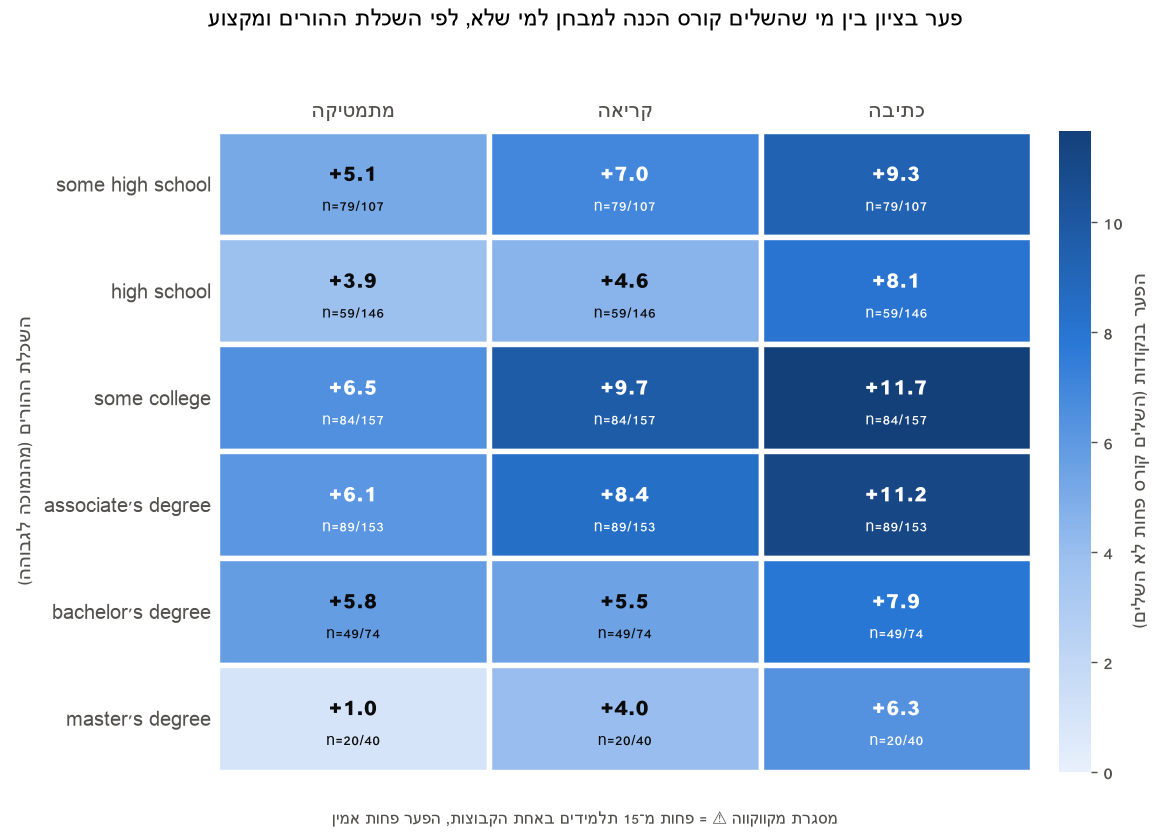 פער בציון בין מי שהשלים קורס הכנה למבחן למי שלא, לפי השכלת ההורים ומקצוע
מתמטיקה
קריאה
כתיבה
השכלת ההורים (מהנמוכה לגבוהה)
some high school
+5.1
n=79/107
+7.0
n=79/107
+9.3
n=79/107
high school
+3.9
n=59/146
+4.6
n=59/146
+8.1
n=59/146
some college
+6.5
n=84/157
+9.7
n=84/157
+11.7
n=84/157
associate's degree
+6.1
n=89/153
+8.4
n=89/153
+11.2
n=89/153
bachelor's degree
+5.8
n=49/74
+5.5
n=49/74
+7.9
n=49/74
master's degree
+1.0
n=20/40
+4.0
n=20/40
+6.3
n=20/40
10
8
6
4
2
0
הפער בנקודות (השלים קורס פחות לא השלים)
מסגרת מקווקווה ⚠ = פחות מ־15 תלמידים באחת הקבוצות, הפער פחות אמין